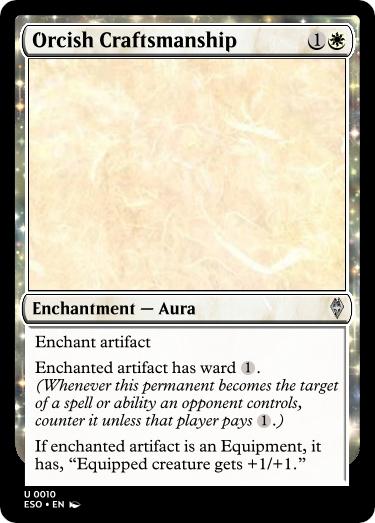 Orcish Craftsmanship 1
Enchantment — Aura
Enchant artifact
Enchanted artifact has ward 1.
(Whenever this permanent becomes the target
of a spell or ability an opponent controls,
counter it unless that player pays 1.)
If enchanted artifact is an Equipment, it
has, “Equipped creature gets +1/+1.”
U 0010
ESO • EN